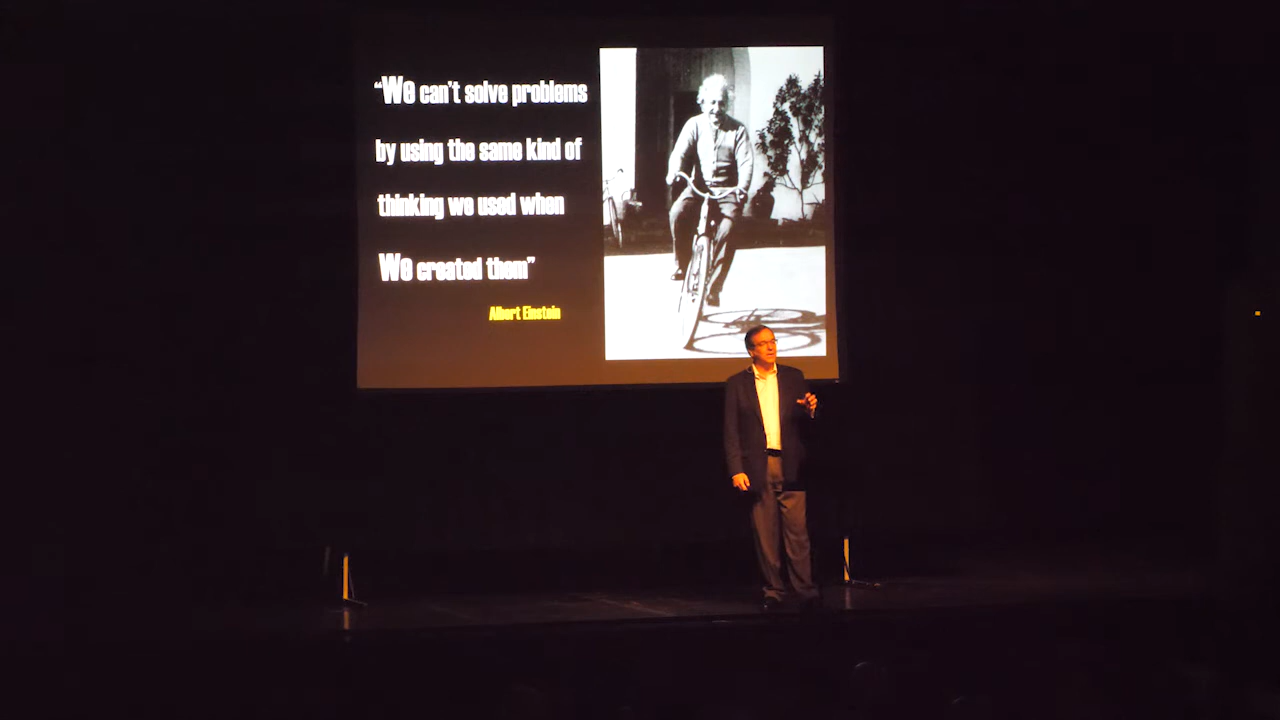 “We can't solve problems
by using the same kind of
thinking we used when
We created them”
Albert Einstein